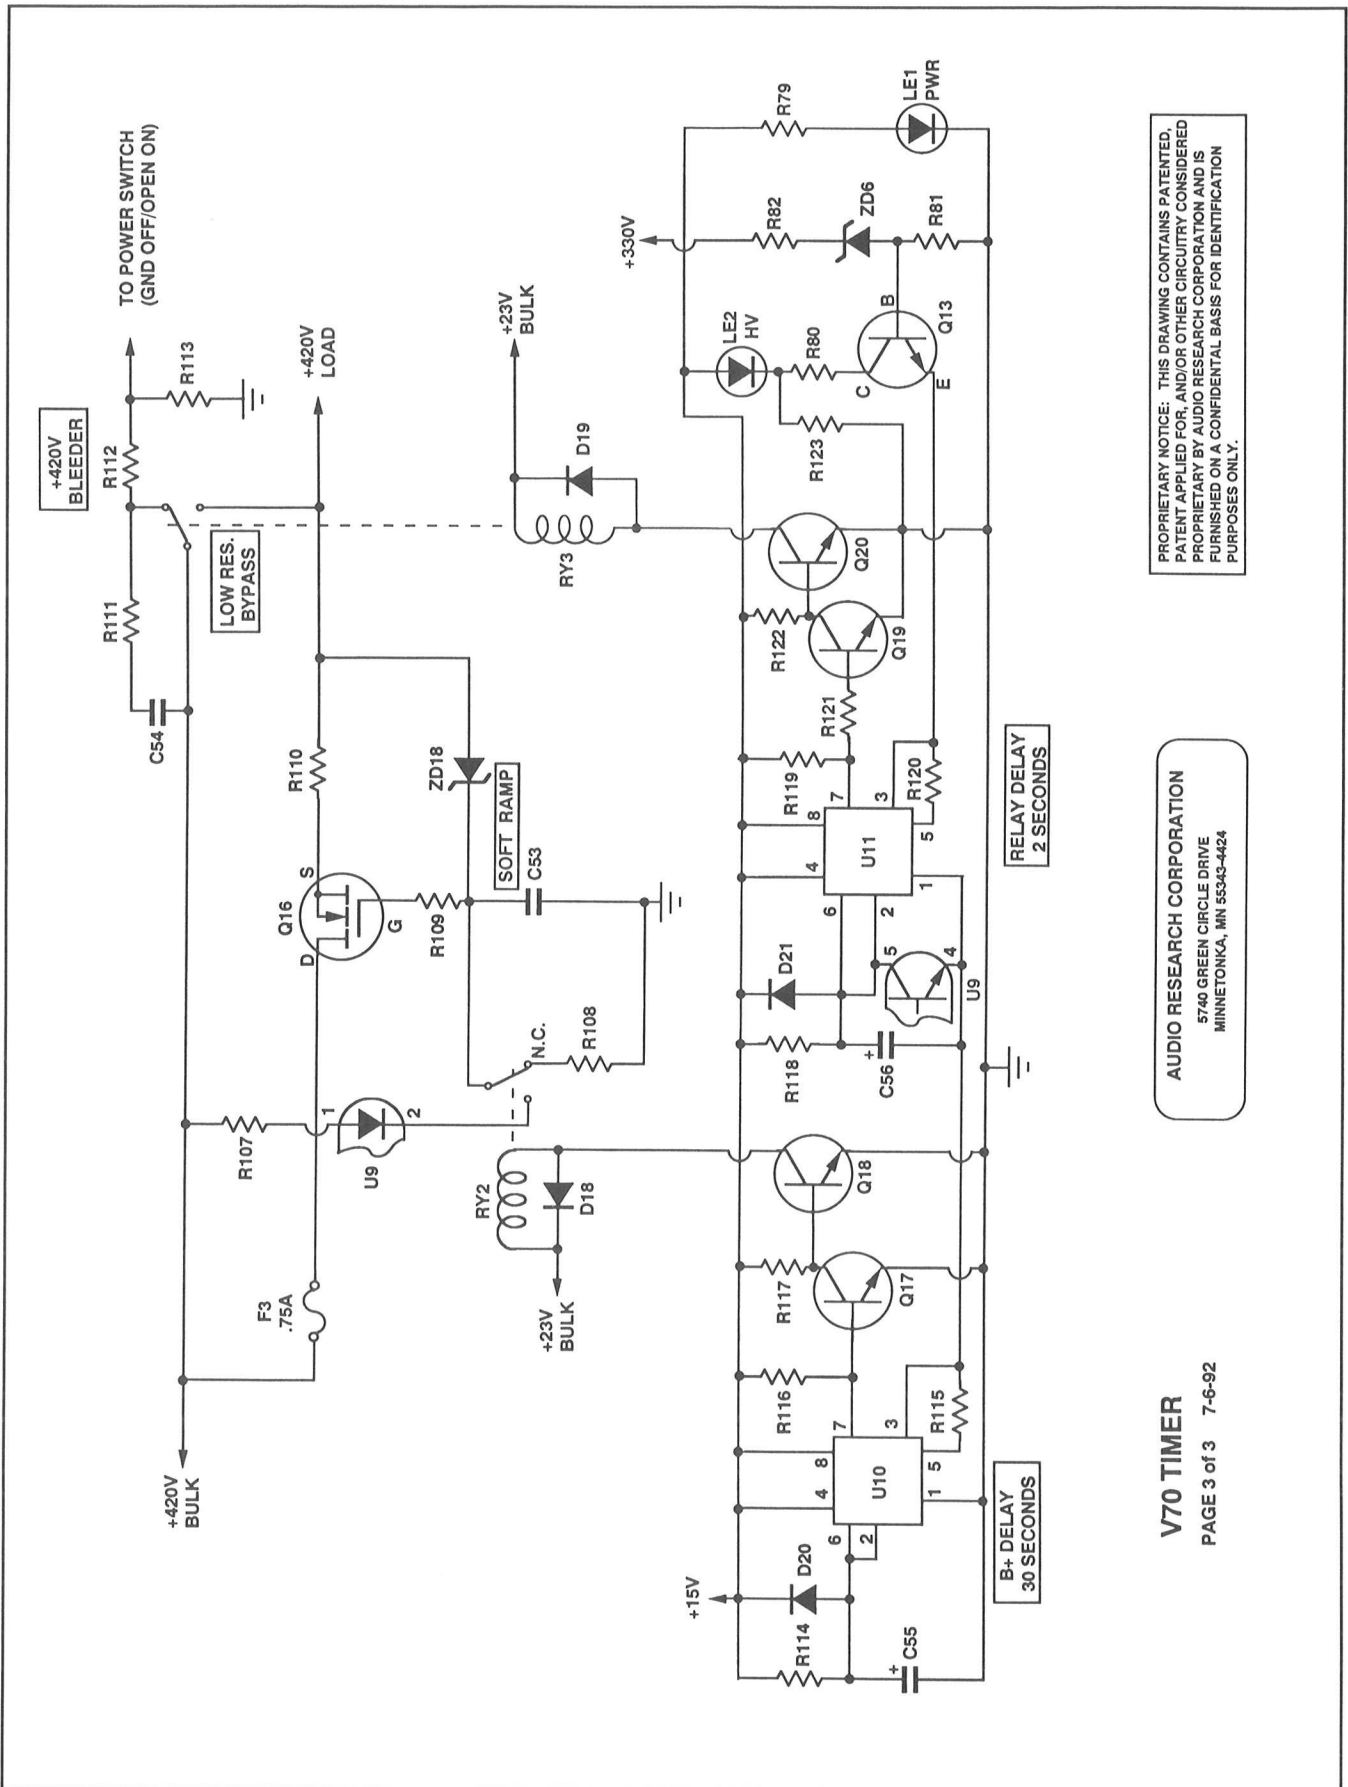 +420V
BLEEDER
TO POWER SWITCH
(GND OFF/OPEN ON)
R111
R112
R113
C54
LOW RES.
BYPASS
+420V
LOAD
+420V
BULK
F3
.75A
R107
1
U9
2
D
Q16
S
G
R110
R109
ZD18
SOFT RAMP
C53
N.C.
R108
RY2
D18
+23V
BULK
RY3
D19
+23V
BULK
+15V
R114
D20
+
C55
6
2
4
8
U10
7
3
5
1
R116
R115
R117
Q17
Q18
R118
D21
+
C56
6
2
5
4
U9
4
8
U11
7
3
5
1
R119
R120
R121
R122
Q19
Q20
R123
LE2
HV
R80
C
B
E
Q13
+330V
R82
ZD6
R81
R79
LE1
PWR
B+ DELAY
30 SECONDS
RELAY DELAY
2 SECONDS
V70 TIMER
PAGE 3 of 3 7-6-92
AUDIO RESEARCH CORPORATION
5740 GREEN CIRCLE DRIVE
MINNETONKA, MN 55343-4424
PROPRIETARY NOTICE: THIS DRAWING CONTAINS PATENTED,
PATENT APPLIED FOR, AND/OR OTHER CIRCUITRY CONSIDERED
PROPRIETARY BY AUDIO RESEARCH CORPORATION AND IS
FURNISHED ON A CONFIDENTAL BASIS FOR IDENTIFICATION
PURPOSES ONLY.